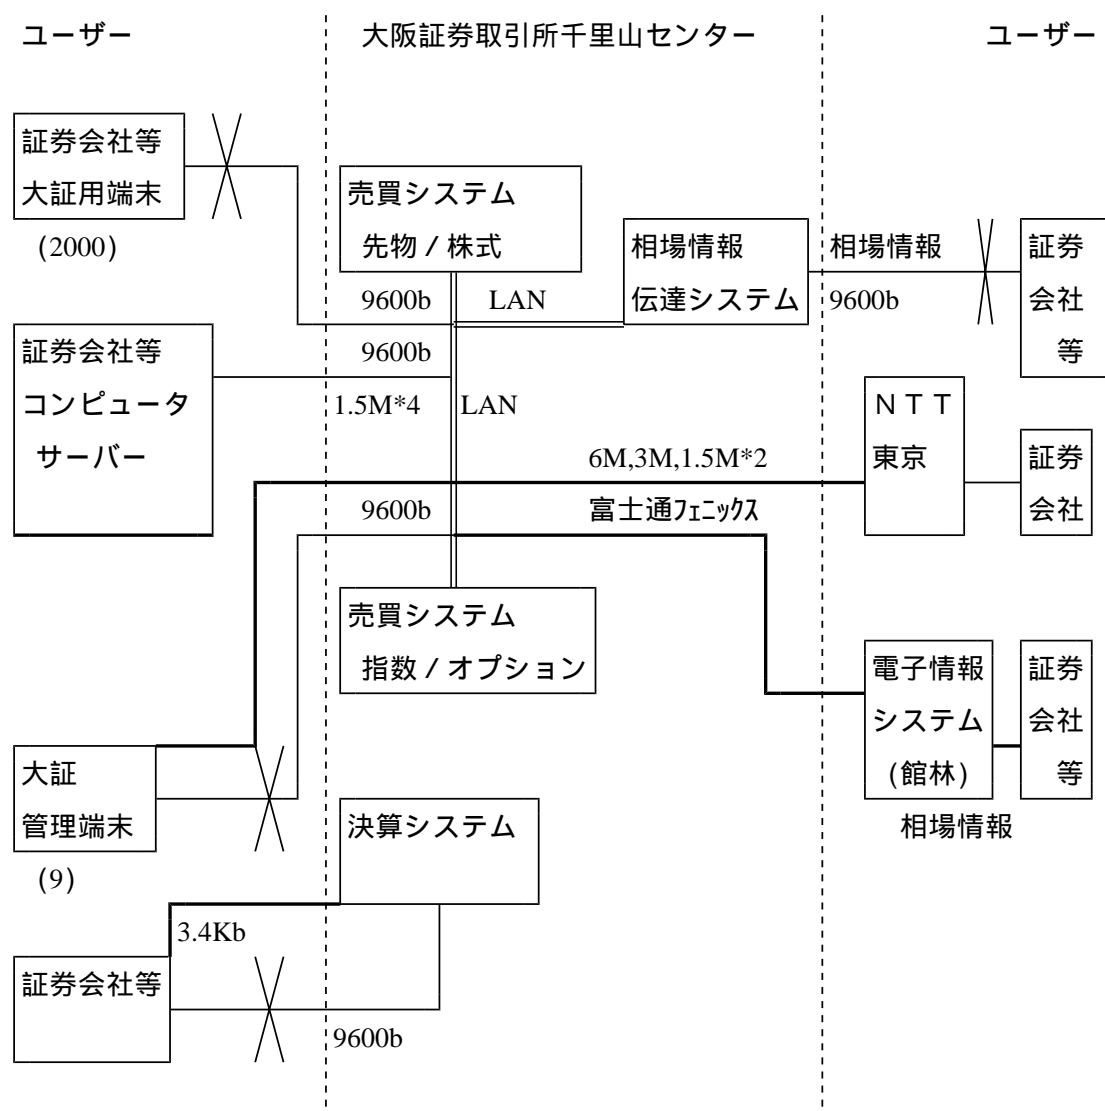 ユーザー
大阪証券取引所千里山センター
ユーザー
証券会社等
大証用端末
(2000)
売買システム
先物 / 株式
相場情報
伝達システム
相場情報
9600b
証券
会社
等
9600b
LAN
9600b
証券会社等
コンピュータ
サーバー
1.5M*4
LAN
ＮＴＴ
東京
証券
会社
6M,3M,1.5M*2
9600b
富士通ﾌｪﾆｯｸｽ
売買システム
指数 / オプション
電子情報
システム
(館林)
相場情報
証券
会社
等
大証
管理端末
(9)
決算システム
3.4Kb
証券会社等
9600b